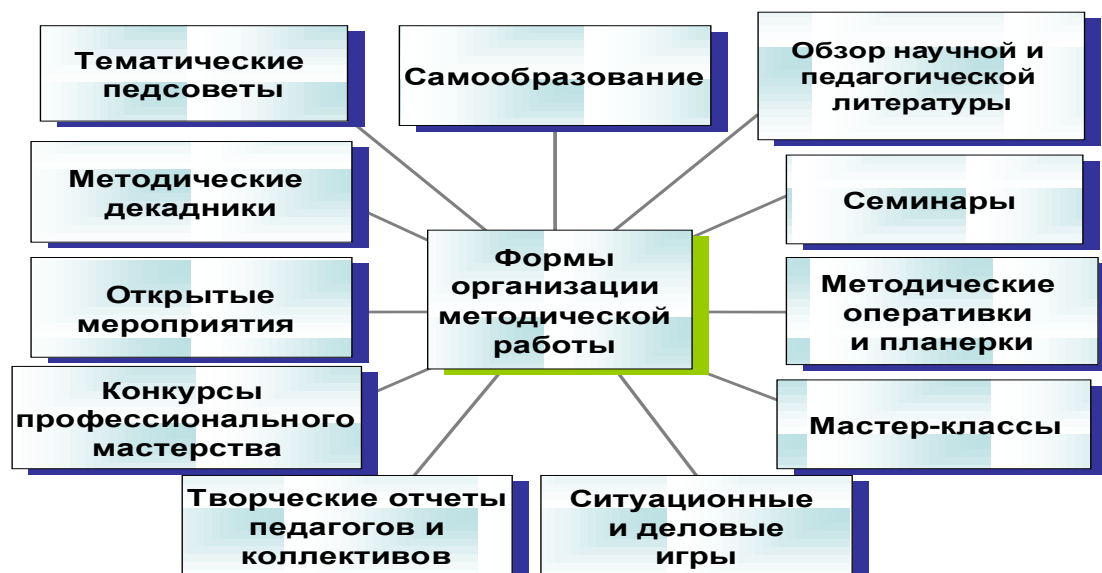 Тематические
педсоветы
Самообразование
Обзор научной и
педагогической
литературы
Методические
декадники
Семинары
Формы
организации
методической
работы
Открытые
мероприятия
Методические
оперативки
и планерки
Конкурсы
профессионального
мастерства
Мастер-классы
Творческие отчеты
педагогов и
коллективов
Ситуационные
и деловые
игры